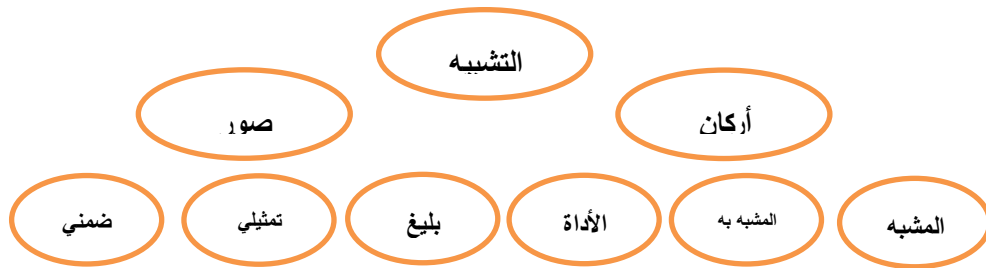 التشبيه
أركان
صور
المشبه
المشبه به
الأداة
بليغ
تمثيلي
ضمني